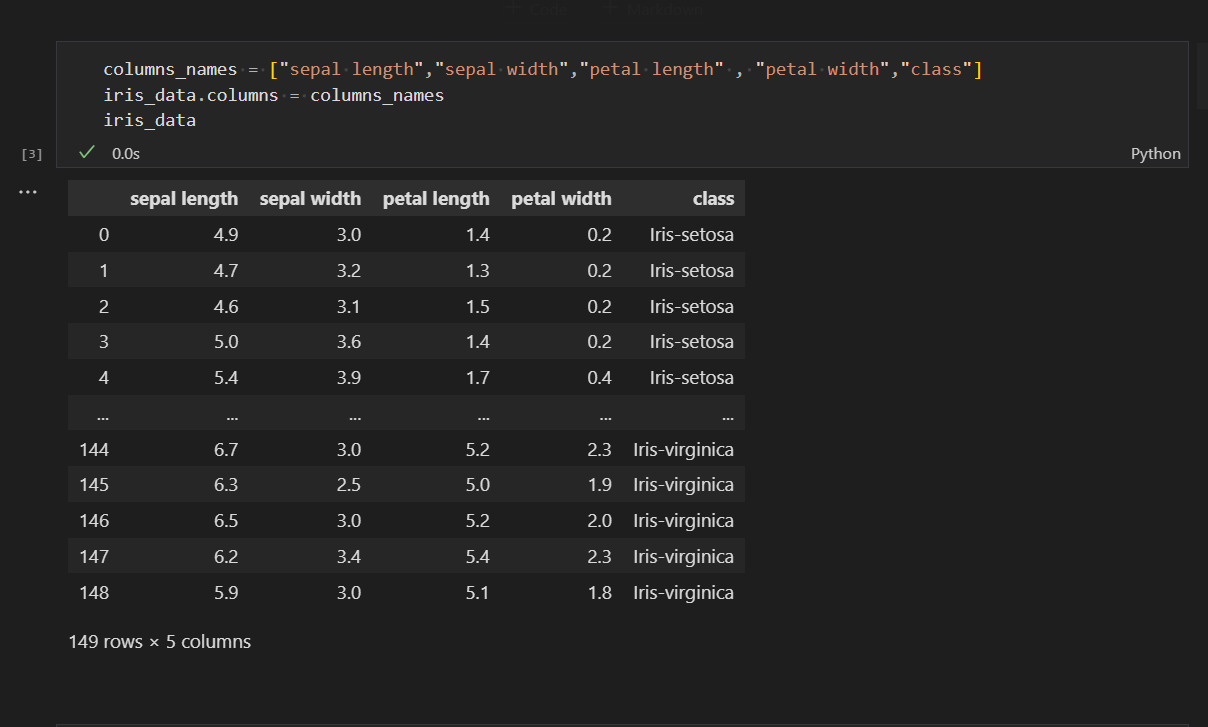 + Code + Markdown
columns_names = ["sepal length","sepal width","petal length" , "petal width","class"]
iris_data.columns = columns_names
iris_data
[3] ✓ 0.0s Python
...
sepal length sepal width petal length petal width class
0 4.9 3.0 1.4 0.2 Iris-setosa
1 4.7 3.2 1.3 0.2 Iris-setosa
2 4.6 3.1 1.5 0.2 Iris-setosa
3 5.0 3.6 1.4 0.2 Iris-setosa
4 5.4 3.9 1.7 0.4 Iris-setosa
... ... ... ... ... ...
144 6.7 3.0 5.2 2.3 Iris-virginica
145 6.3 2.5 5.0 1.9 Iris-virginica
146 6.5 3.0 5.2 2.0 Iris-virginica
147 6.2 3.4 5.4 2.3 Iris-virginica
148 5.9 3.0 5.1 1.8 Iris-virginica
149 rows × 5 columns